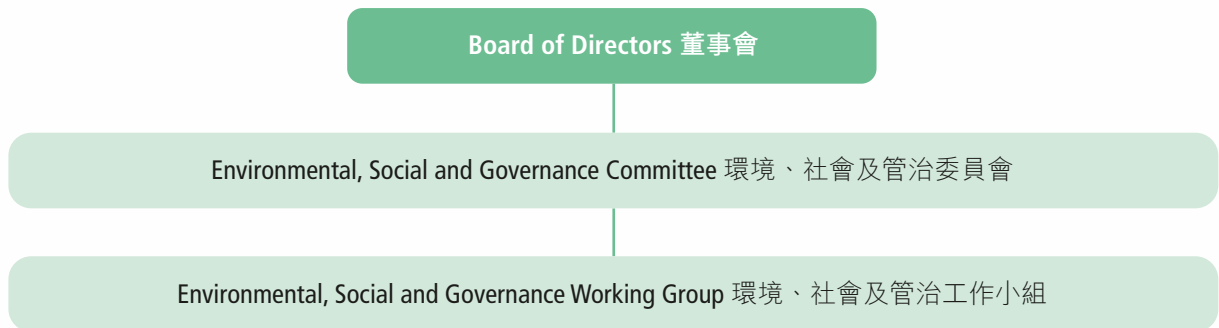 Board of Directors 董事會
Environmental, Social and Governance Committee 環境、社會及管治委員會
Environmental, Social and Governance Working Group 環境、社會及管治工作小組